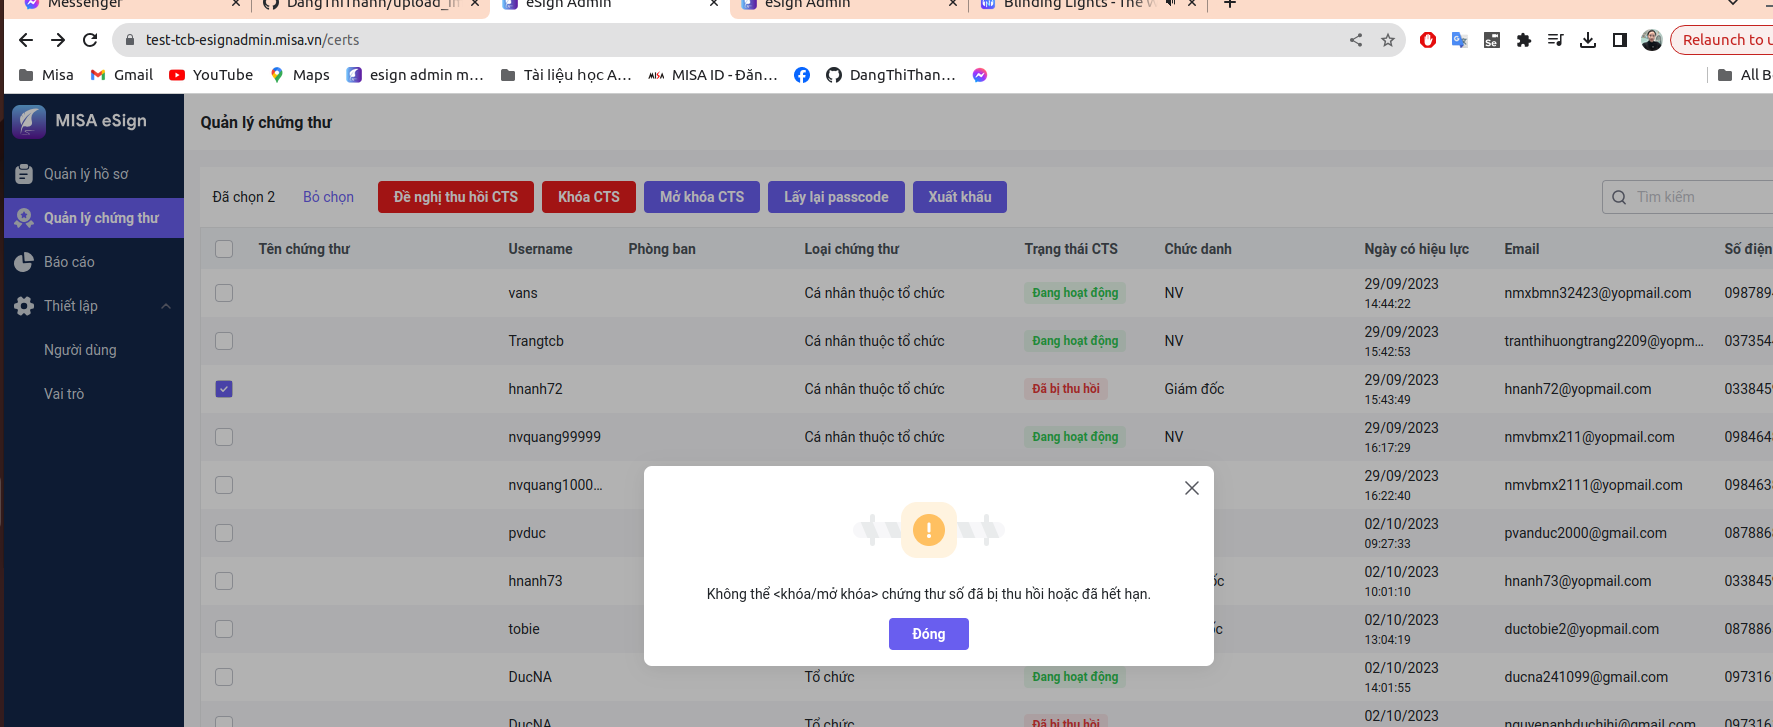 Messenger
DangThiThanh/upload_im
eSign Admin
eSign Admin
Blinding Lights - The W
test-tcb-esignadmin.misa.vn/certs
Relaunch to u
Misa
Gmail
YouTube
Maps
esign admin m...
Tài liệu học A...
MISA MISA ID - Đăn...
DangThiThan...
All B
MISA eSign
Quản lý hồ sơ
Quản lý chứng thư
Báo cáo
Thiết lập
Người dùng
Vai trò
Quản lý chứng thư
Đã chọn 2 Bỏ chọn Đề nghị thu hồi CTS Khóa CTS Mở khóa CTS Lấy lại passcode Xuất khẩu Tìm kiếm
Tên chứng thư Username Phòng ban Loại chứng thư Trạng thái CTS Chức danh Ngày có hiệu lực Email Số điện
vans Cá nhân thuộc tổ chức Đang hoạt động NV 29/09/2023 nmxbmn32423@yopmail.com 098789
14:44:22
Trangtcb Cá nhân thuộc tổ chức Đang hoạt động NV 29/09/2023 tranthihuongtrang2209@yopm... 037354
15:42:53
hnanh72 Cá nhân thuộc tổ chức Đã bị thu hồi Giám đốc 29/09/2023 hnanh72@yopmail.com 033845
15:43:49
nvquang99999 Cá nhân thuộc tổ chức Đang hoạt động NV 29/09/2023 nmvbmx211@yopmail.com 098464
16:17:29
nvquang1000... 29/09/2023 nmvbmx2111@yopmail.com 098463
16:22:40
pvduc 02/10/2023 pvanduc2000@gmail.com 087886
09:27:33
hnanh73 ốc 02/10/2023 hnanh73@yopmail.com 033845
10:01:10
tobie ốc 02/10/2023 ductobie2@yopmail.com 087886
13:04:19
DucNA Tổ chức Đang hoạt động 02/10/2023 ducna241099@gmail.com 097316
14:01:55
DucNA Tổ chức Đã bị thu hồi 02/10/2023 nguyenanhduchihi@gmail.com 097316
Không thể <khóa/mở khóa> chứng thư số đã bị thu hồi hoặc đã hết hạn.
Đóng